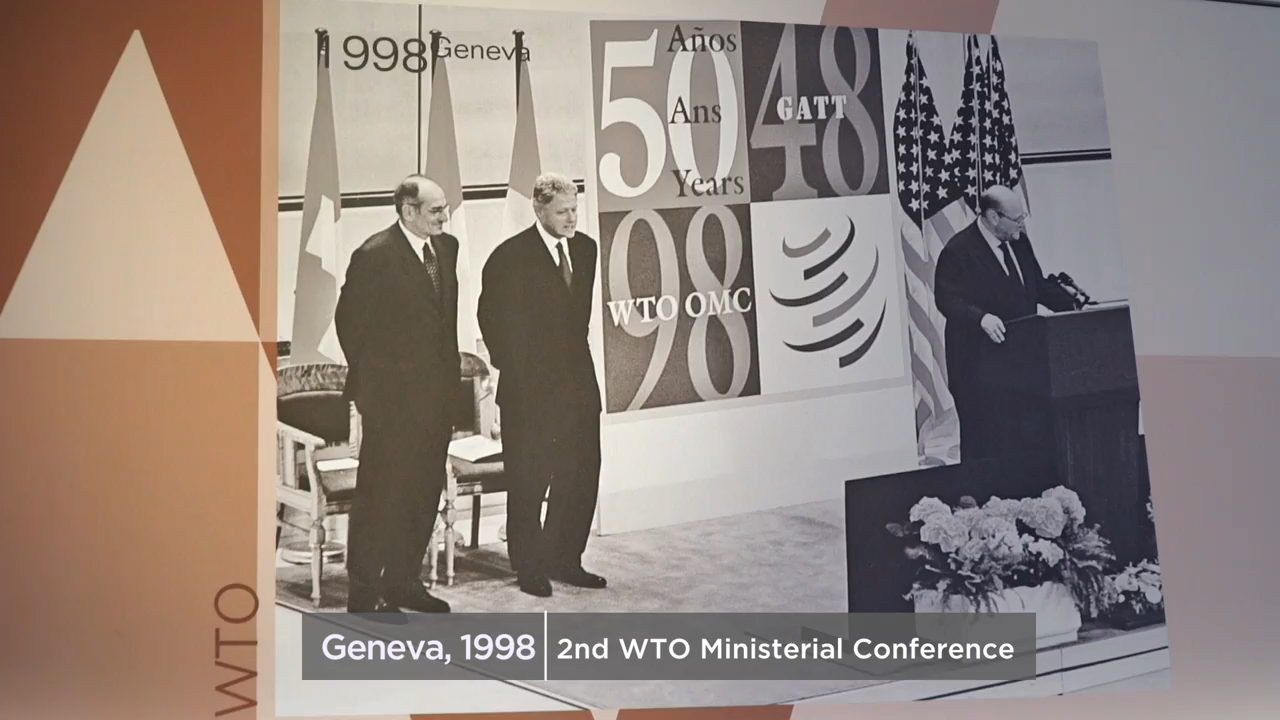 1998 Geneva
Años
50 Ans
Years
48 GATT
98 WTO OMC
WTO
Geneva, 1998 2nd WTO Ministerial Conference